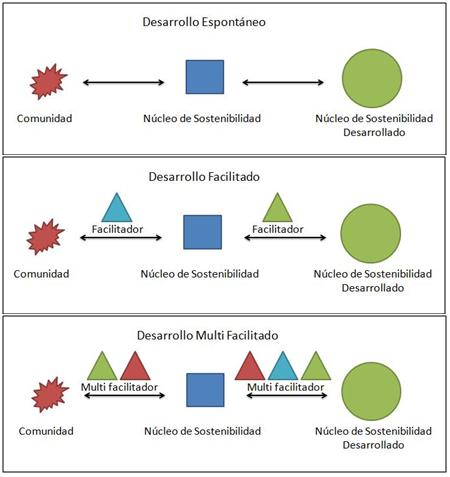 Desarrollo Espontáneo
Comunidad
Núcleo de Sostenibilidad
Núcleo de Sostenibilidad
Desarrollado
Desarrollo Facilitado
Facilitador
Facilitador
Comunidad
Núcleo de Sostenibilidad
Núcleo de Sostenibilidad
Desarrollado
Desarrollo Multi Facilitado
Multi facilitador
Multi facilitador
Comunidad
Núcleo de Sostenibilidad
Núcleo de Sostenibilidad
Desarrollado